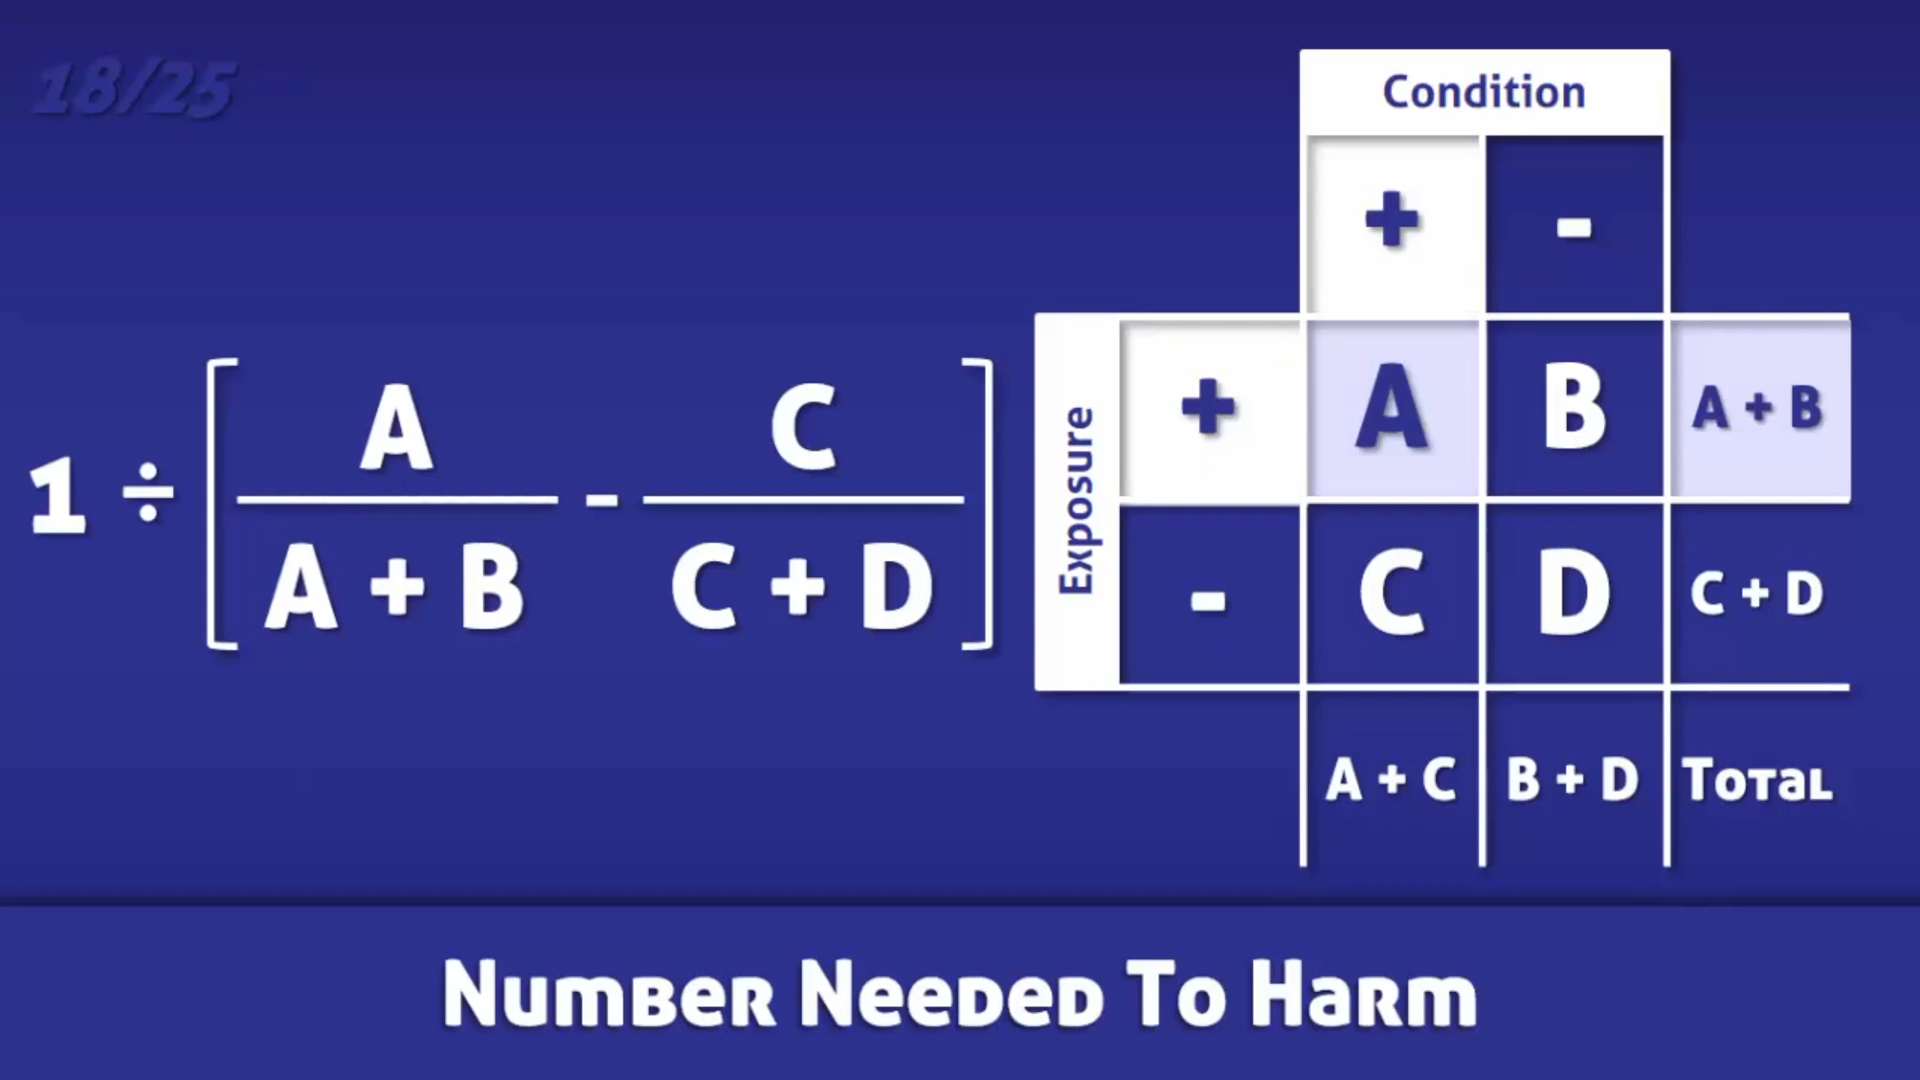 18/25
Condition
+ -
Exposure
+ A B A + B
- C D C + D
A + C B + D Total
1 ÷ [ A / A + B - C / C + D ]
Number Needed To Harm